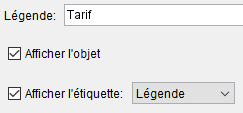 Légende: Tarif
Afficher l'objet
Afficher l'étiquette: Légende